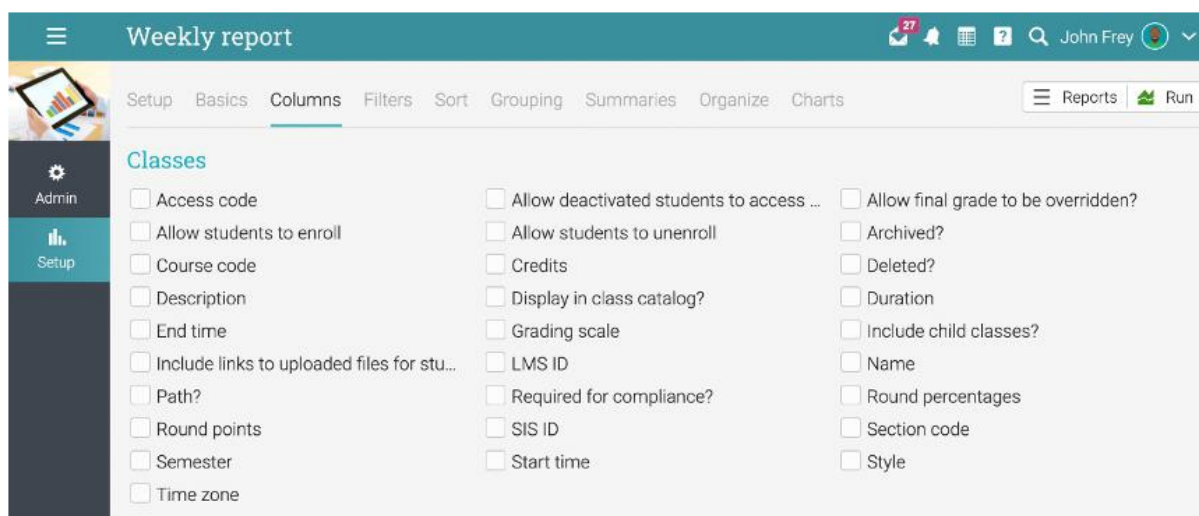 Weekly report
27
?
John Frey
Setup Basics Columns Filters Sort Grouping Summaries Organize Charts
Reports Run
Admin
Setup
Classes
Access code Allow deactivated students to access ... Allow final grade to be overridden?
Allow students to enroll Allow students to unenroll Archived?
Course code Credits Deleted?
Description Display in class catalog? Duration
End time Grading scale Include child classes?
Include links to uploaded files for stu... LMS ID Name
Path? Required for compliance? Round percentages
Round points SIS ID Section code
Semester Start time Style
Time zone